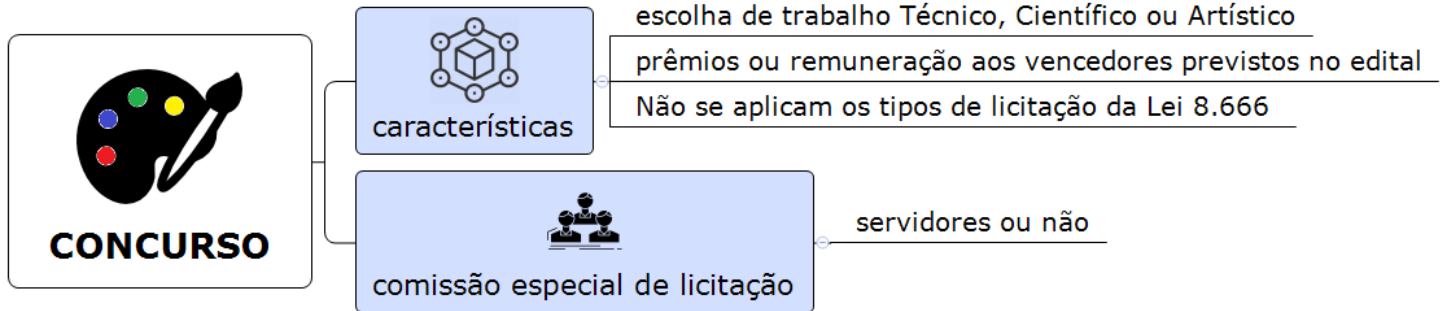 CONCURSO
características
escolha de trabalho Técnico, Científico ou Artístico
prêmios ou remuneração aos vencedores previstos no edital
Não se aplicam os tipos de licitação da Lei 8.666
comissão especial de licitação
servidores ou não